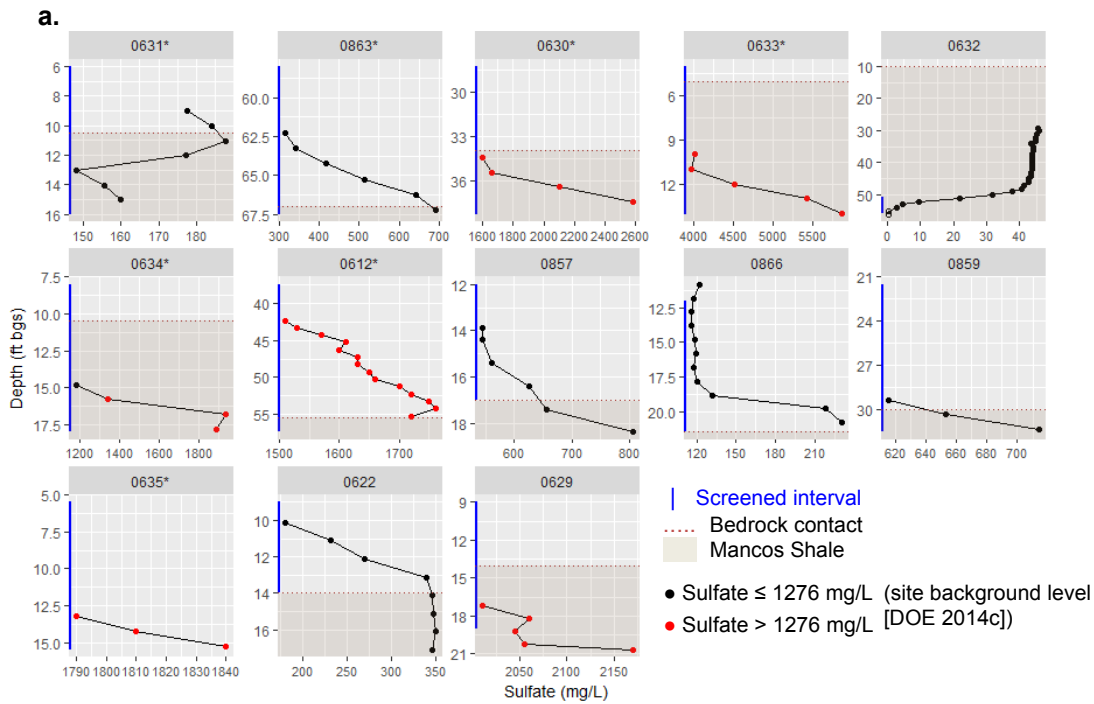 a.
0631* 0863* 0630* 0633* 0632
6 8 10 12 14 16
150 160 170 180
60.0 62.5 65.0 67.5
300 400 500 600 700
30 33 36
1600 1800 2000 2200 2400 2600
6 9 12
4000 4500 5000 5500
10 20 30 40 50
0 10 20 30 40
0634* 0612* 0857 0866 0859
Depth (ft bgs)
7.5 10.0 12.5 15.0 17.5
1200 1400 1600 1800
40 45 50 55
1500 1600 1700
12 14 16 18
600 700 800
12.5 15.0 17.5 20.0
120 150 180 210
21 24 27 30
620 640 660 680 700
0635* 0622 0629
5.0 7.5 10.0 12.5 15.0
1790 1800 1810 1820 1830 1840
10 12 14 16
200 250 300 350
9 12 15 18 21
2050 2100 2150
Sulfate (mg/L)
Screened interval
Bedrock contact
Mancos Shale
Sulfate ≤ 1276 mg/L (site background level
Sulfate > 1276 mg/L [DOE 2014c])